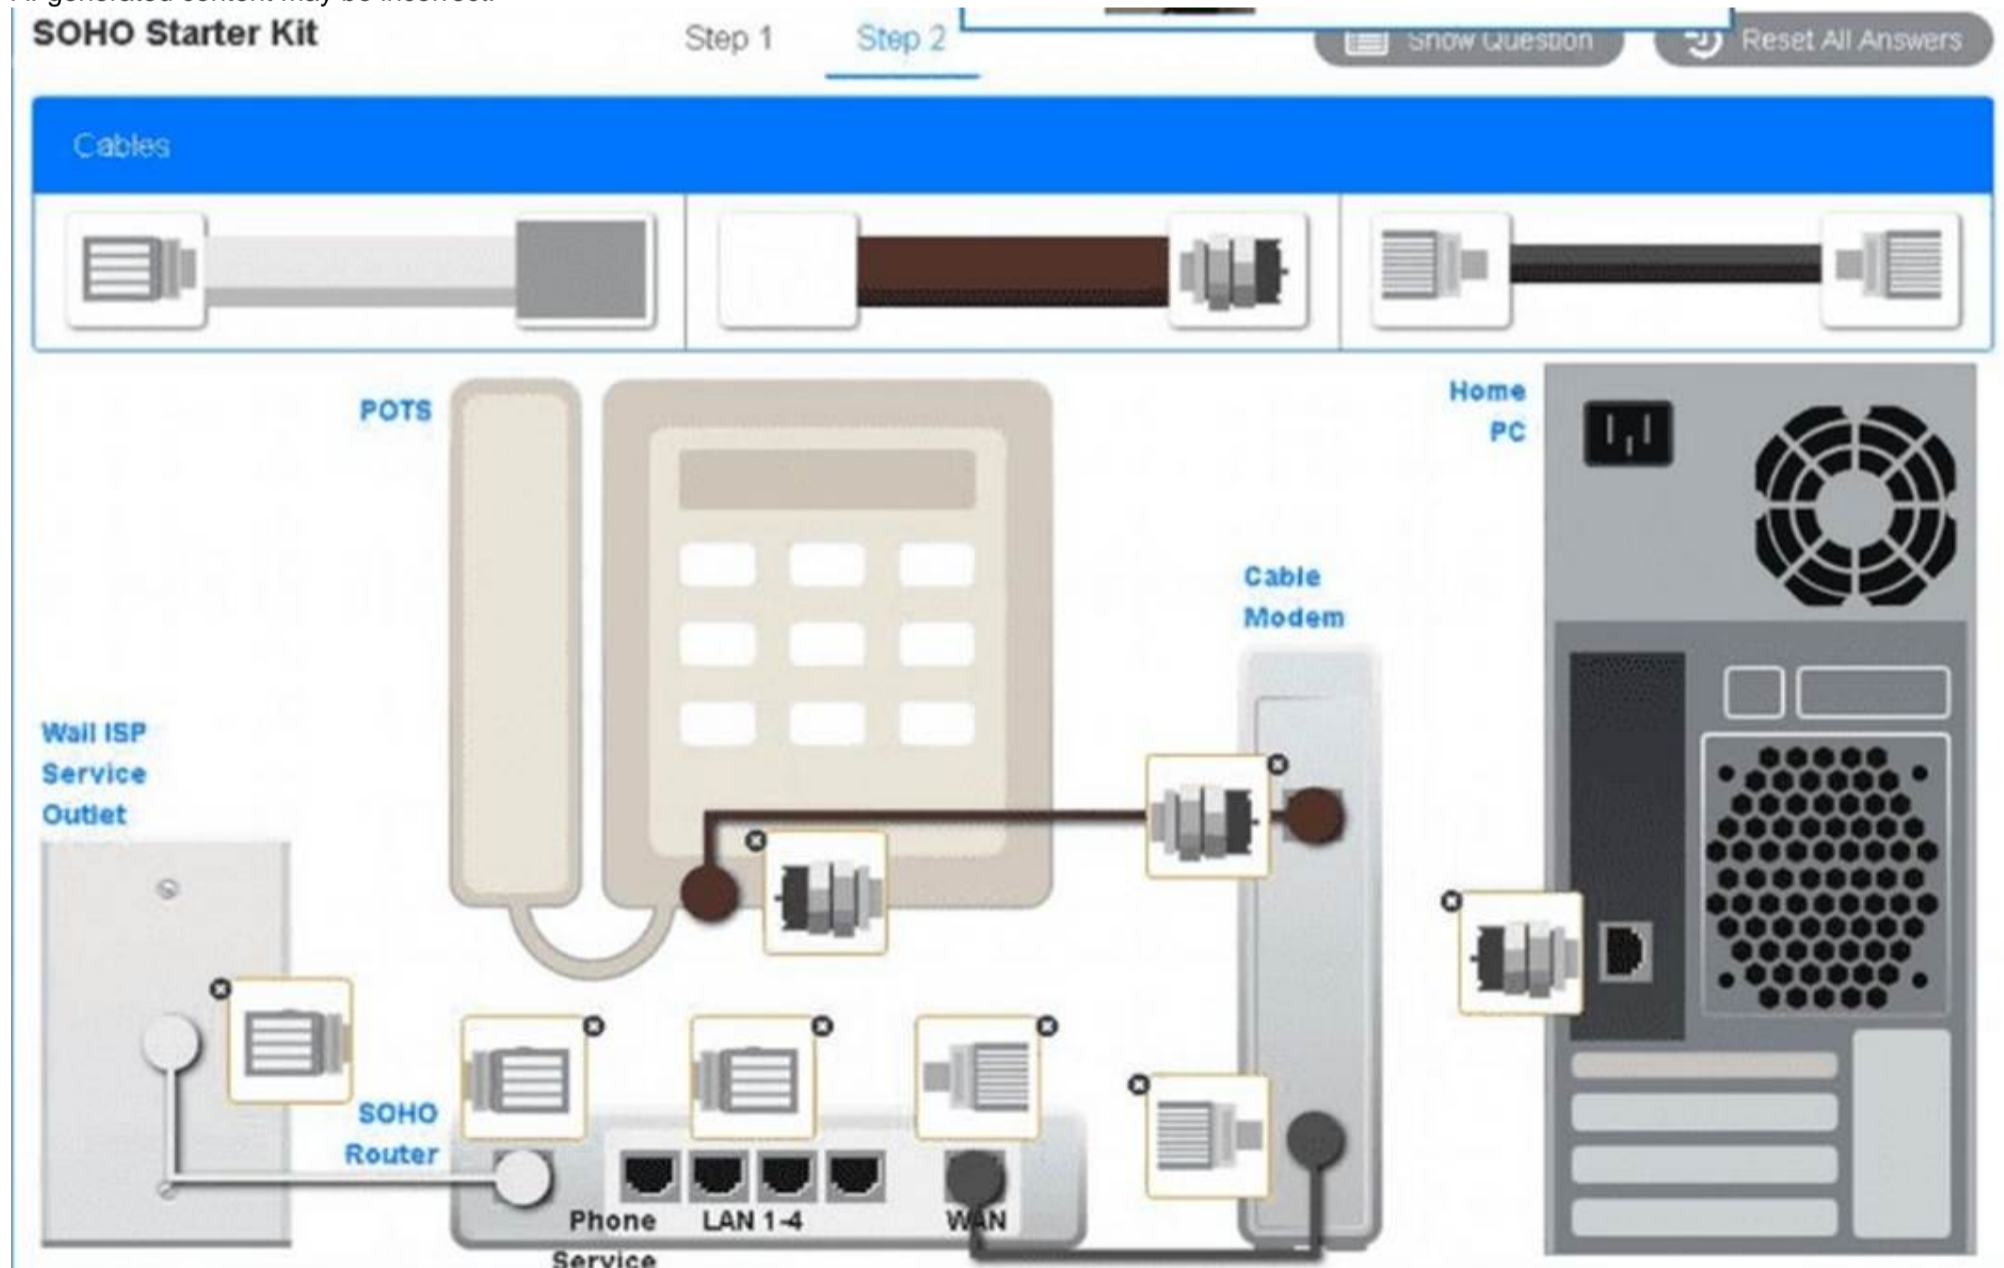 SOHO Starter Kit
Step 1
Step 2
Show Question
Reset All Answers
Cables
POTS
Home
PC
Cable
Modem
Wall ISP
Service
Outlet
SOHO
Router
Phone
Service
LAN 1-4
WAN